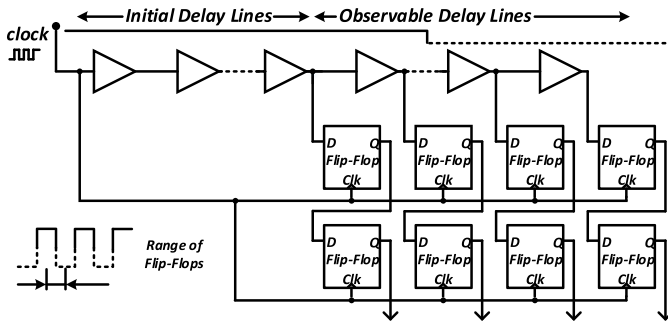 Initial Delay Lines
Observable Delay Lines
clock
D Q
Flip-Flop
Clk
D Q
Flip-Flop
Clk
D Q
Flip-Flop
Clk
D Q
Flip-Flop
Clk
Range of
Flip-Flops
D Q
Flip-Flop
Clk
D Q
Flip-Flop
Clk
D Q
Flip-Flop
Clk
D Q
Flip-Flop
Clk